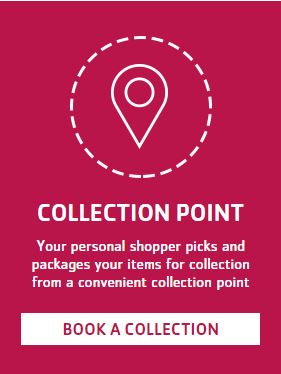 COLLECTION POINT
Your personal shopper picks and
packages your items for collection
from a convenient collection point
BOOK A COLLECTION